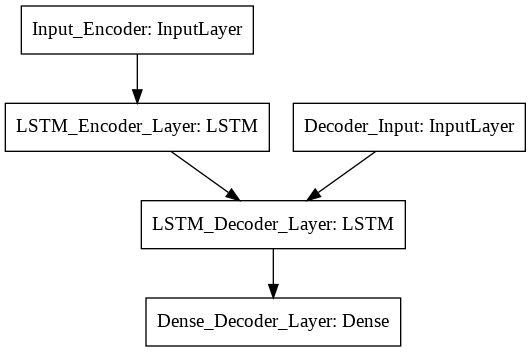 Input_Encoder: InputLayer
LSTM_Encoder_Layer: LSTM
Decoder_Input: InputLayer
LSTM_Decoder_Layer: LSTM
Dense_Decoder_Layer: Dense